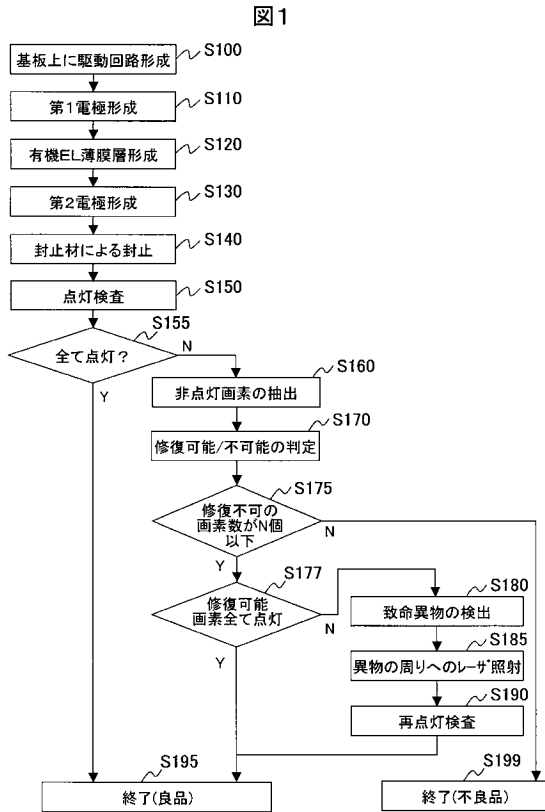 図1
基板上に駆動回路形成
S100
第1電極形成
S110
有機EL薄膜層形成
S120
第2電極形成
S130
封止材による封止
S140
点灯検査
S150
S155
全て点灯?
N
Y
S160
非点灯画素の抽出
S170
修復可能/不可能の判定
S175
修復不可の
画素数がN個
以下
N
Y
S177
修復可能
画素全て点灯
N
Y
S180
致命異物の検出
S185
異物の周りへのレーザ照射
S190
再点灯検査
S195
終了(良品)
S199
終了(不良品)